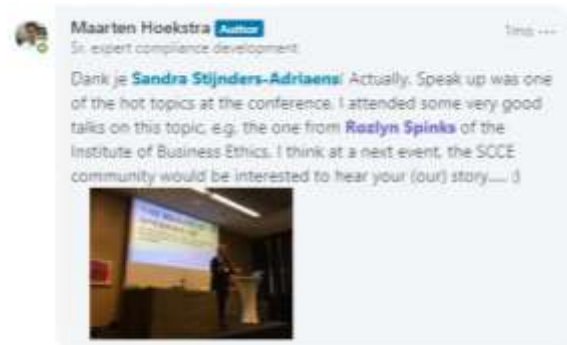 Maarten Hoekstra Author
1mo ...
Sr. expert compliance development
Dank je Sandra Stijnders-Adriaens! Actually, Speak up was one
of the hot topics at the conference. I attended some very good
talks on this topic, e.g. the one from Rozlyn Spinks of the
Institute of Business Ethics. I think at a next event, the SCCE
community would be interested to hear your (our) story..... :)